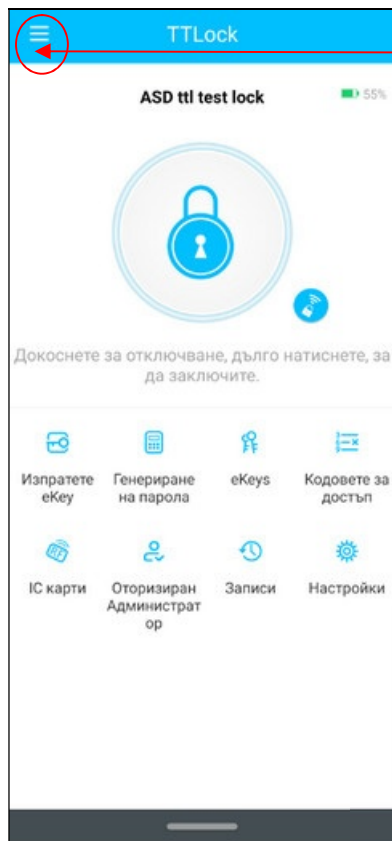 TTLock
ASD ttl test lock
55%
Докоснете за отключване, дълго натиснете, за
да заключите.
Изпратете
eKey
Генериране
на парола
eKeys
Кодовете за
достъп
IC карти
Оторизиран
Администрат
ор
Записи
Настройки